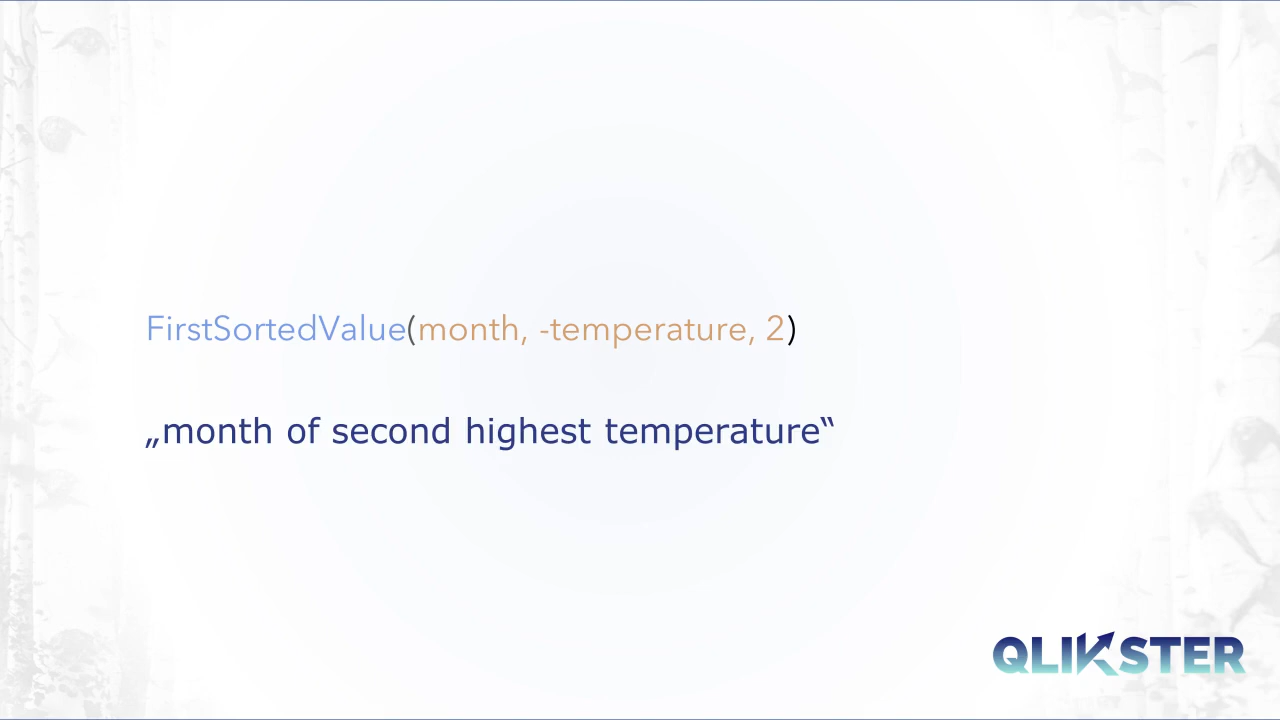 FirstSortedValue(month, -temperature, 2)
„month of second highest temperature“
QLIKSTER